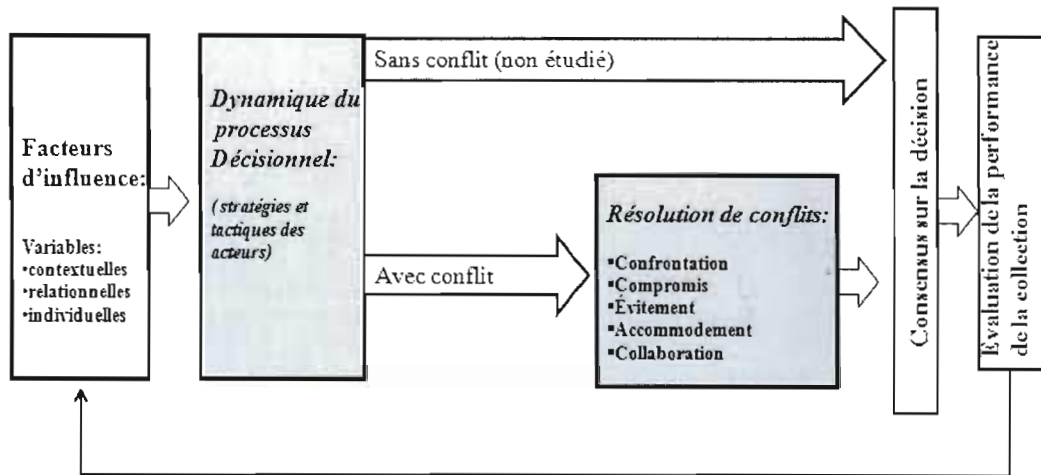 Facteurs
d'influence:
Variables:
•contextuelles
•relationnelles
•individuelles
Dynamique du
processus
Décisionnel:
(stratégies et
tactiques des
acteurs)
Sans conflit (non étudié)
Avec conflit
Résolution de conflits:
▪Confrontation
▪Compromis
▪Évitement
▪Accommodement
▪Collaboration
Consensus sur la décision
Évaluation de la performance
de la collection